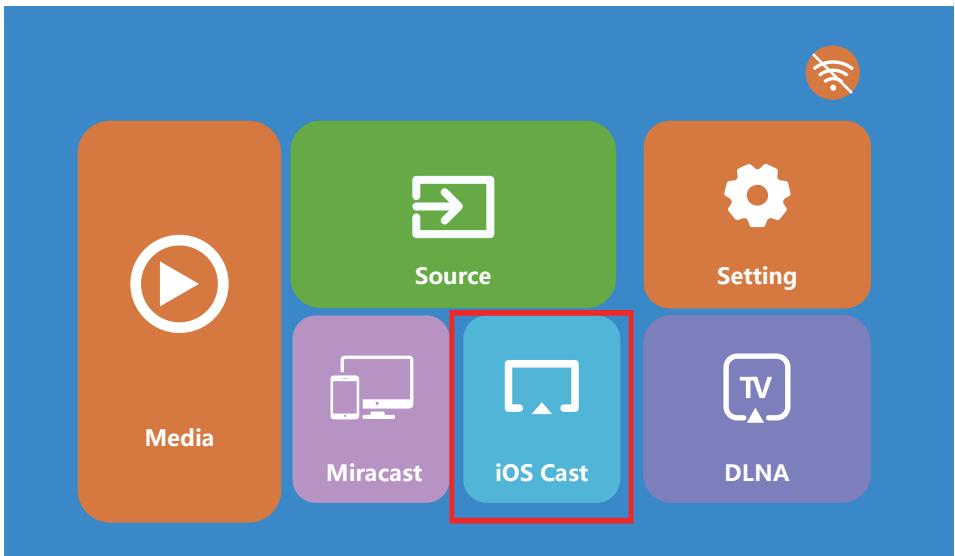 Source
Setting
TV
Media
Miracast
iOS Cast
DLNA